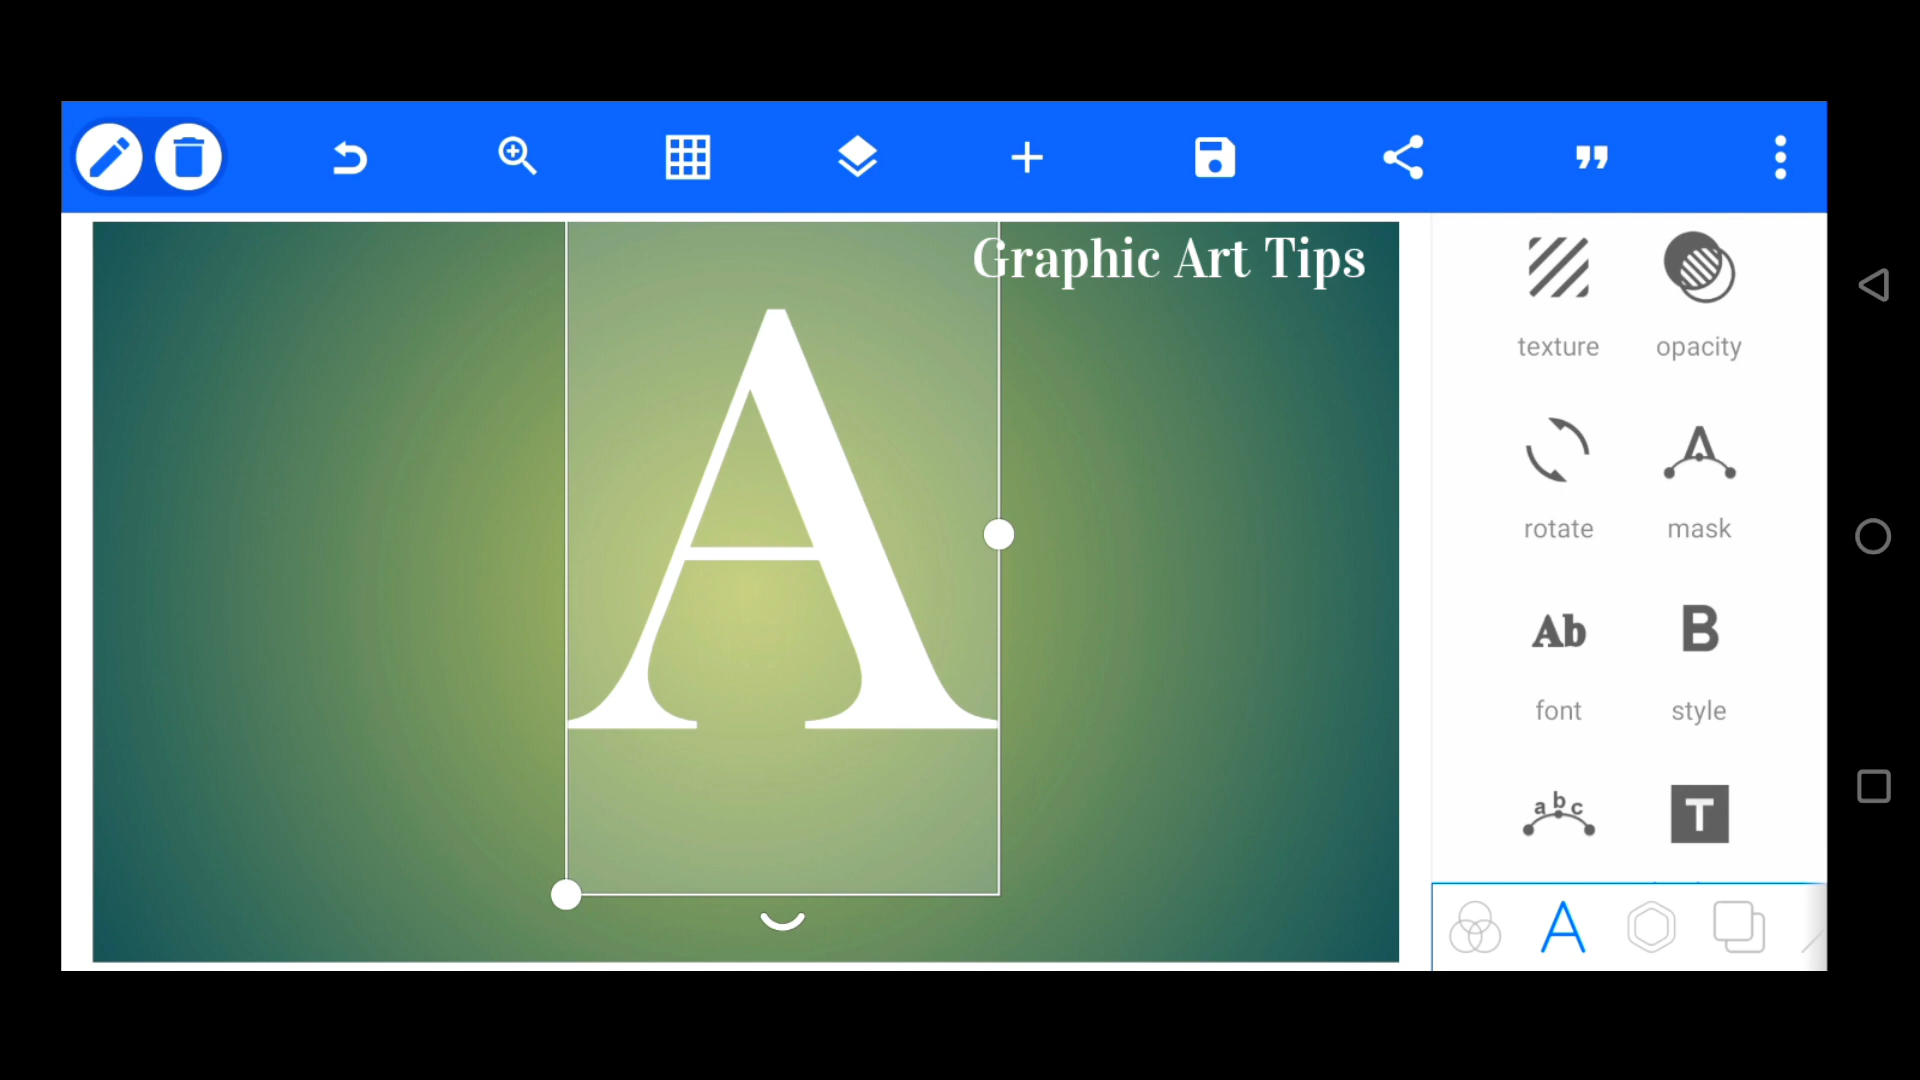 Graphic Art Tips
A
texture opacity
rotate mask
Ab B
font style
abc T
A